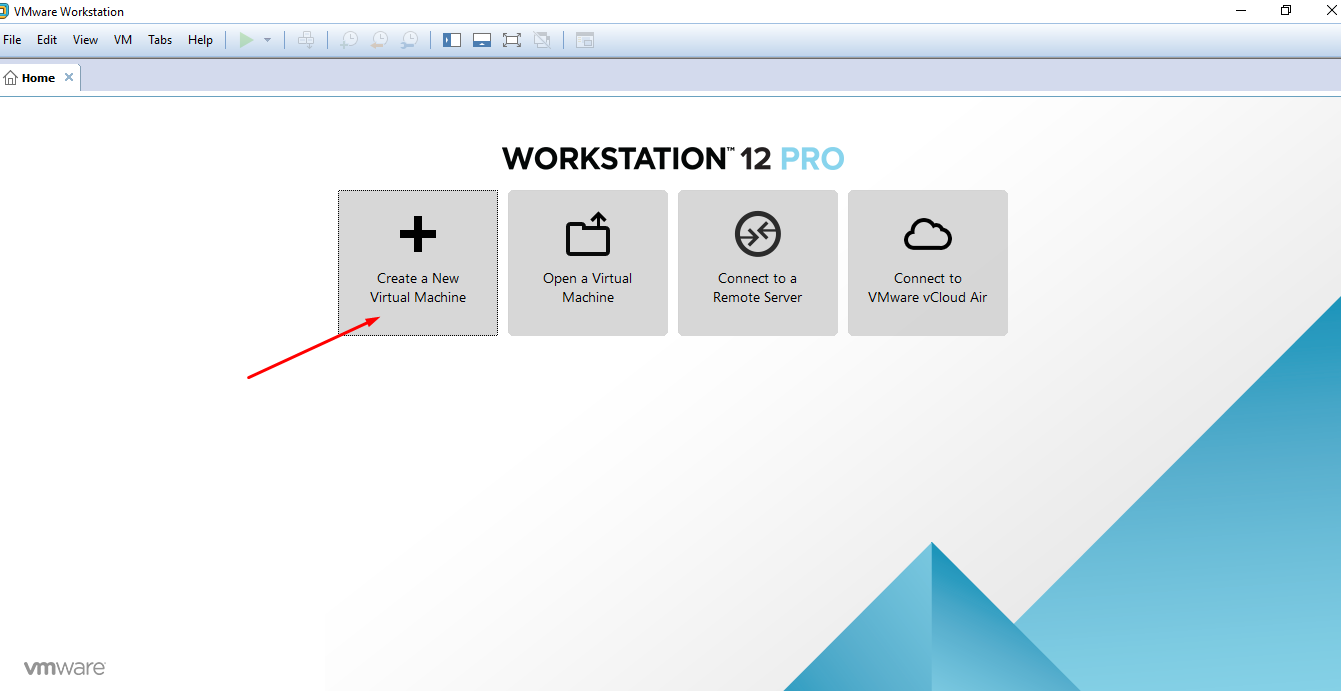 VMware Workstation
File Edit View VM Tabs Help
Home
WORKSTATION™ 12 PRO
Create a New
Virtual Machine
Open a Virtual
Machine
Connect to a
Remote Server
Connect to
VMware vCloud Air
vmware